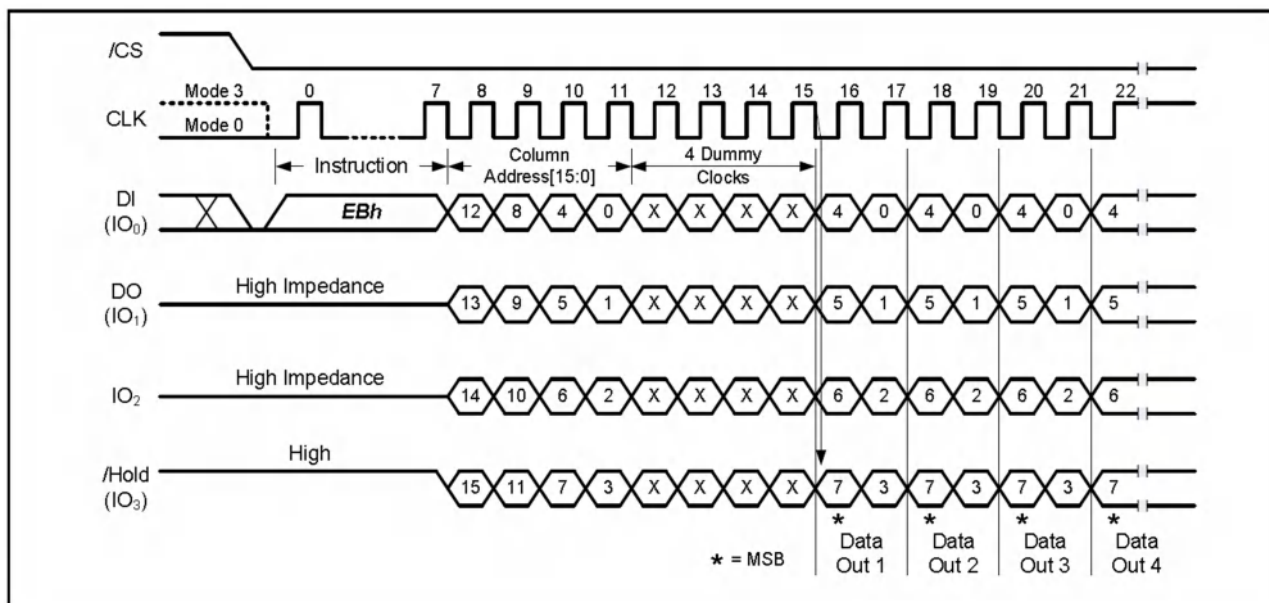 /CS
Mode 3 0 7 8 9 10 11 12 13 14 15 16 17 18 19 20 21 22
CLK
Mode 0
Instruction
Column
Address[15:0]
4 Dummy
Clocks
DI
(IO0)
EBh 12 8 4 0 X X X X 4 0 4 0 4 0 4
DO
(IO1)
High Impedance 13 9 5 1 X X X X 5 1 5 1 5 1 5
IO2
High Impedance 14 10 6 2 X X X X 6 2 6 2 6 2 6
/Hold
(IO3)
High 15 11 7 3 X X X X 7 3 7 3 7 3 7
* * * *
* = MSB
Data
Out 1
Data
Out 2
Data
Out 3
Data
Out 4